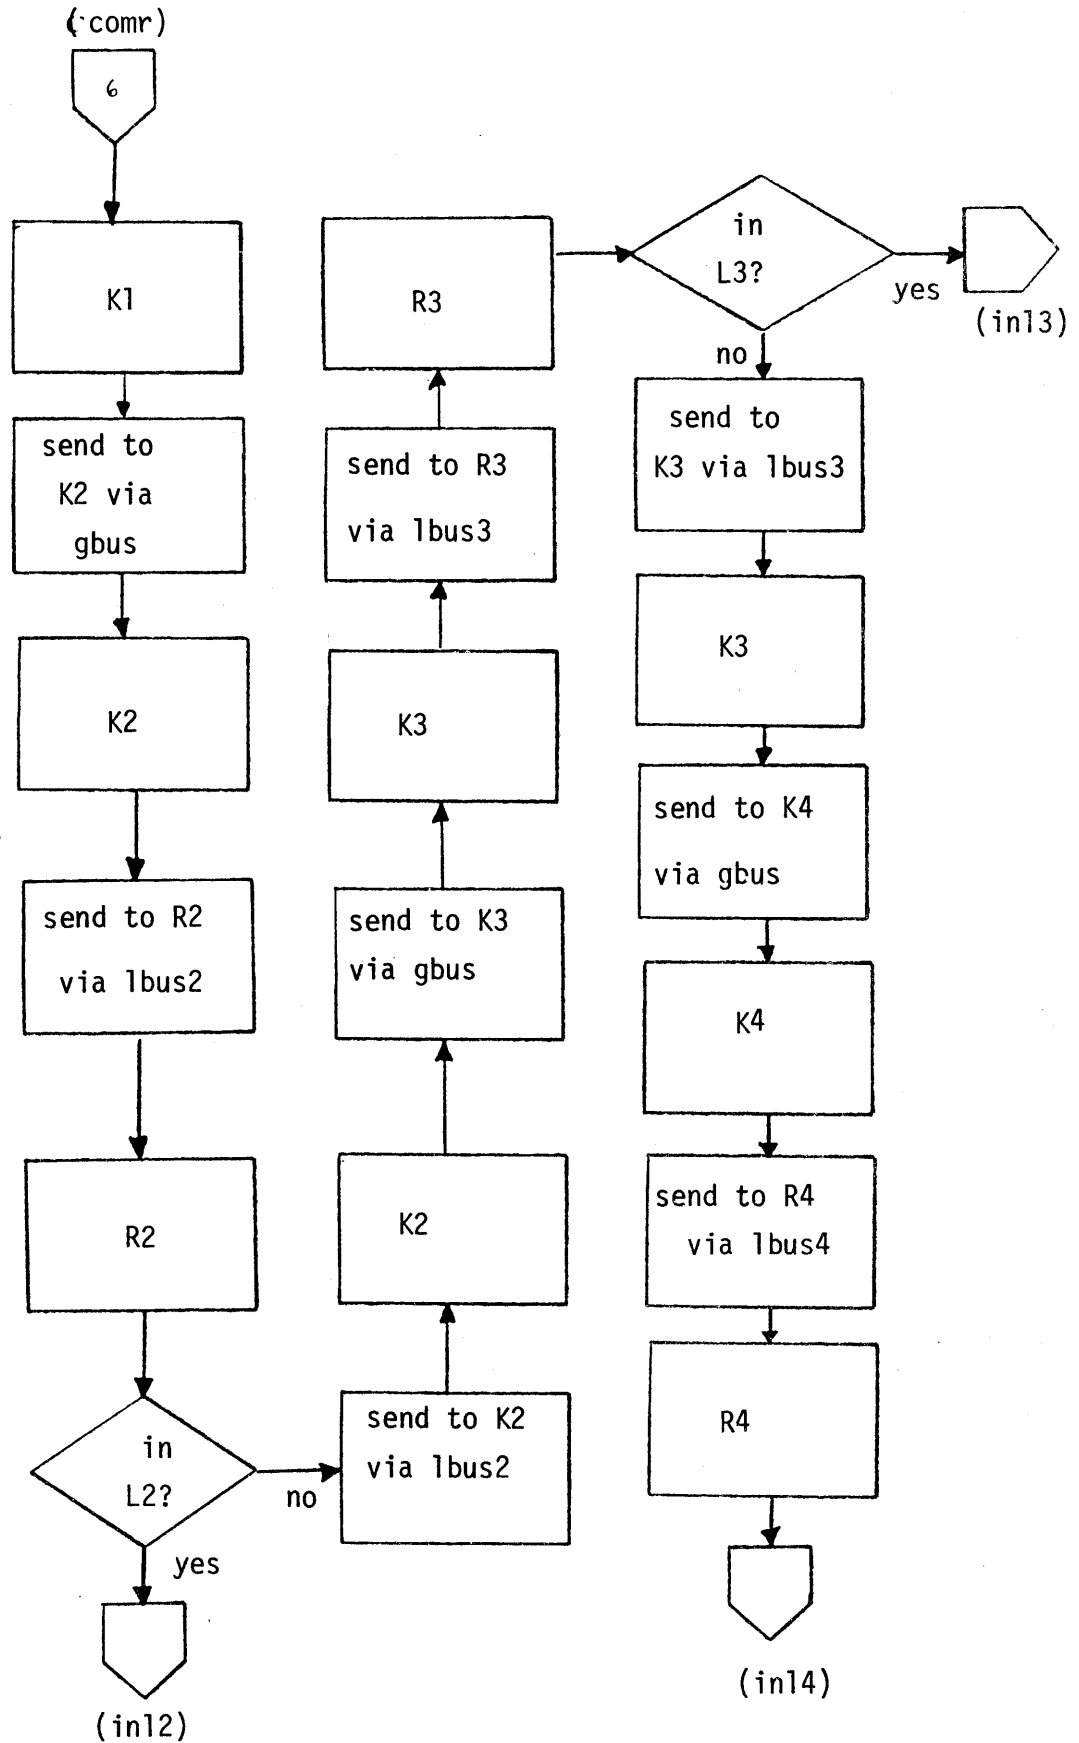 (comr)
6
K1
send to
K2 via
gbus
K2
send to R2
via lbus2
R2
in
L2?
no
yes
(inl2)
send to K2
via lbus2
K2
send to K3
via gbus
K3
send to R3
via lbus3
R3
in
L3?
yes
(inl3)
no
send to
K3 via lbus3
K3
send to K4
via gbus
K4
send to R4
via lbus4
R4
(inl4)